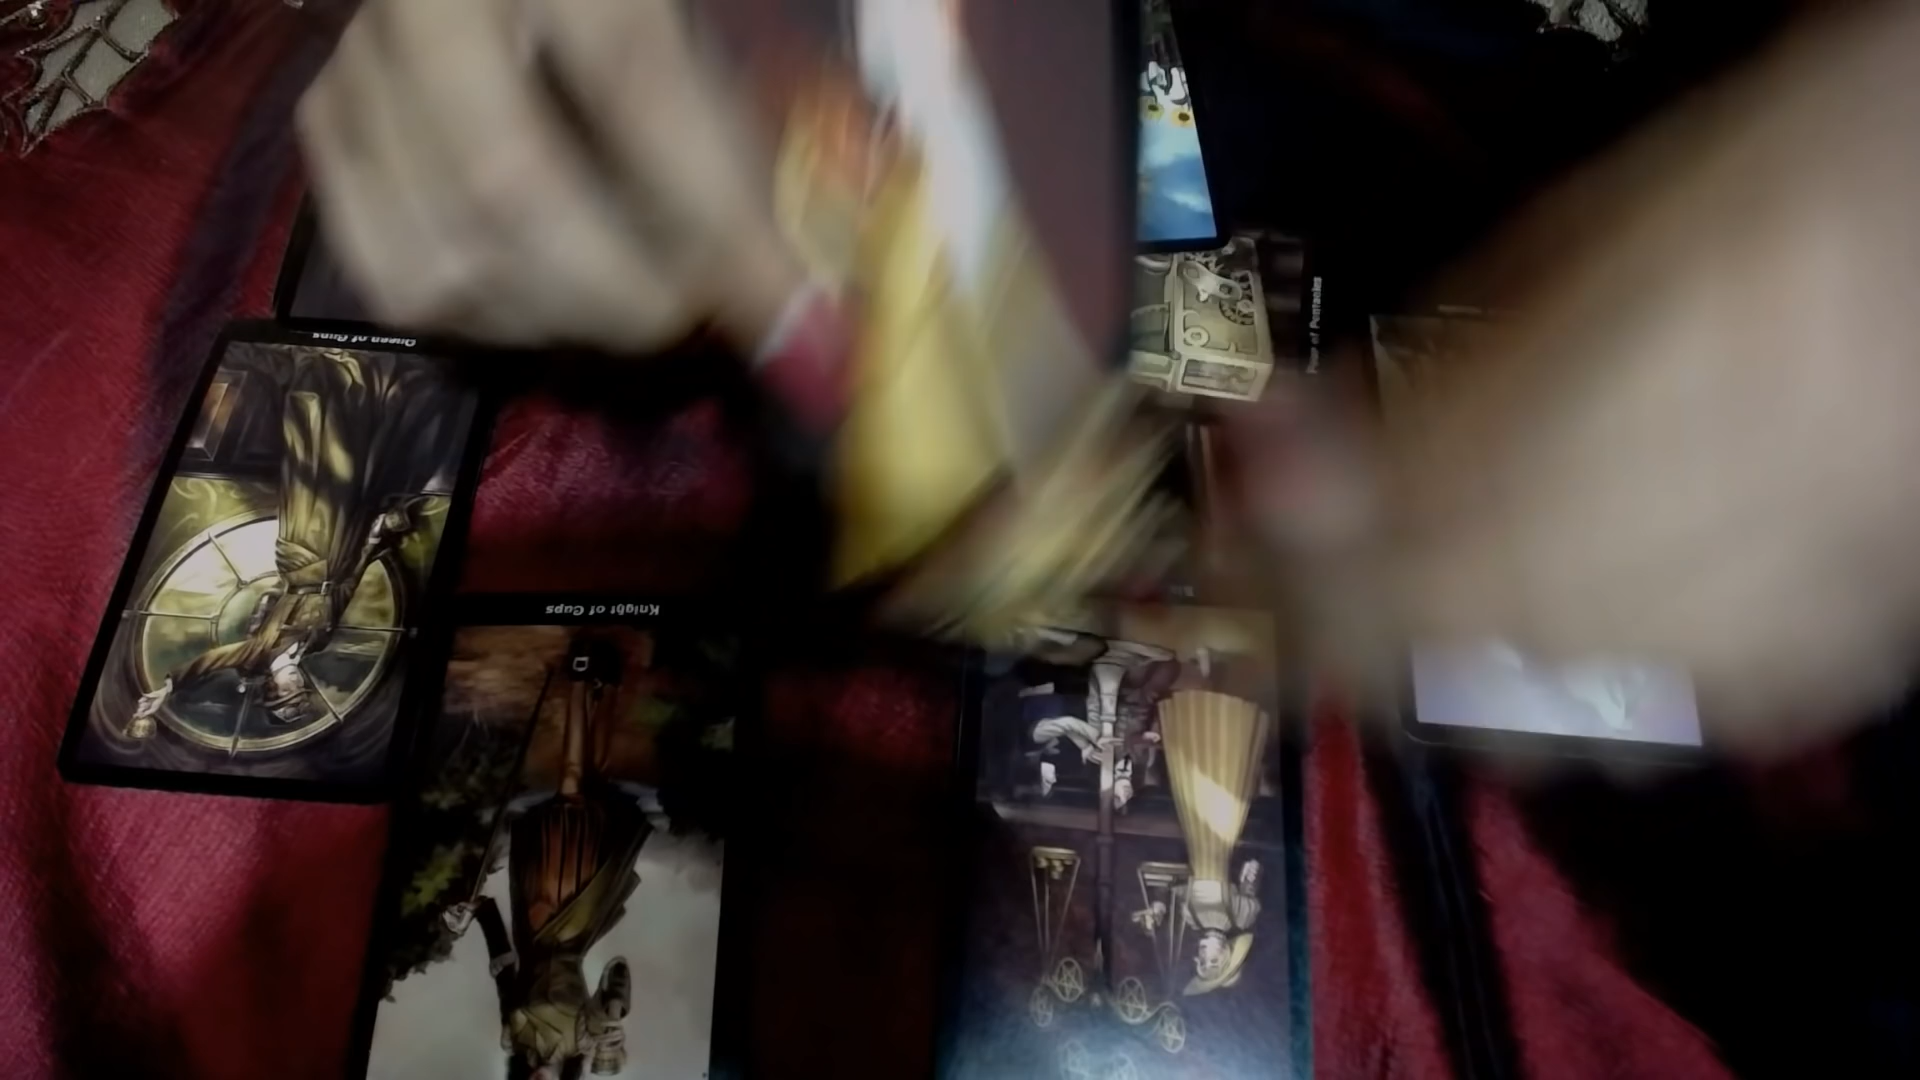 Queen of Cups
of Pentacles
Knight of Cups